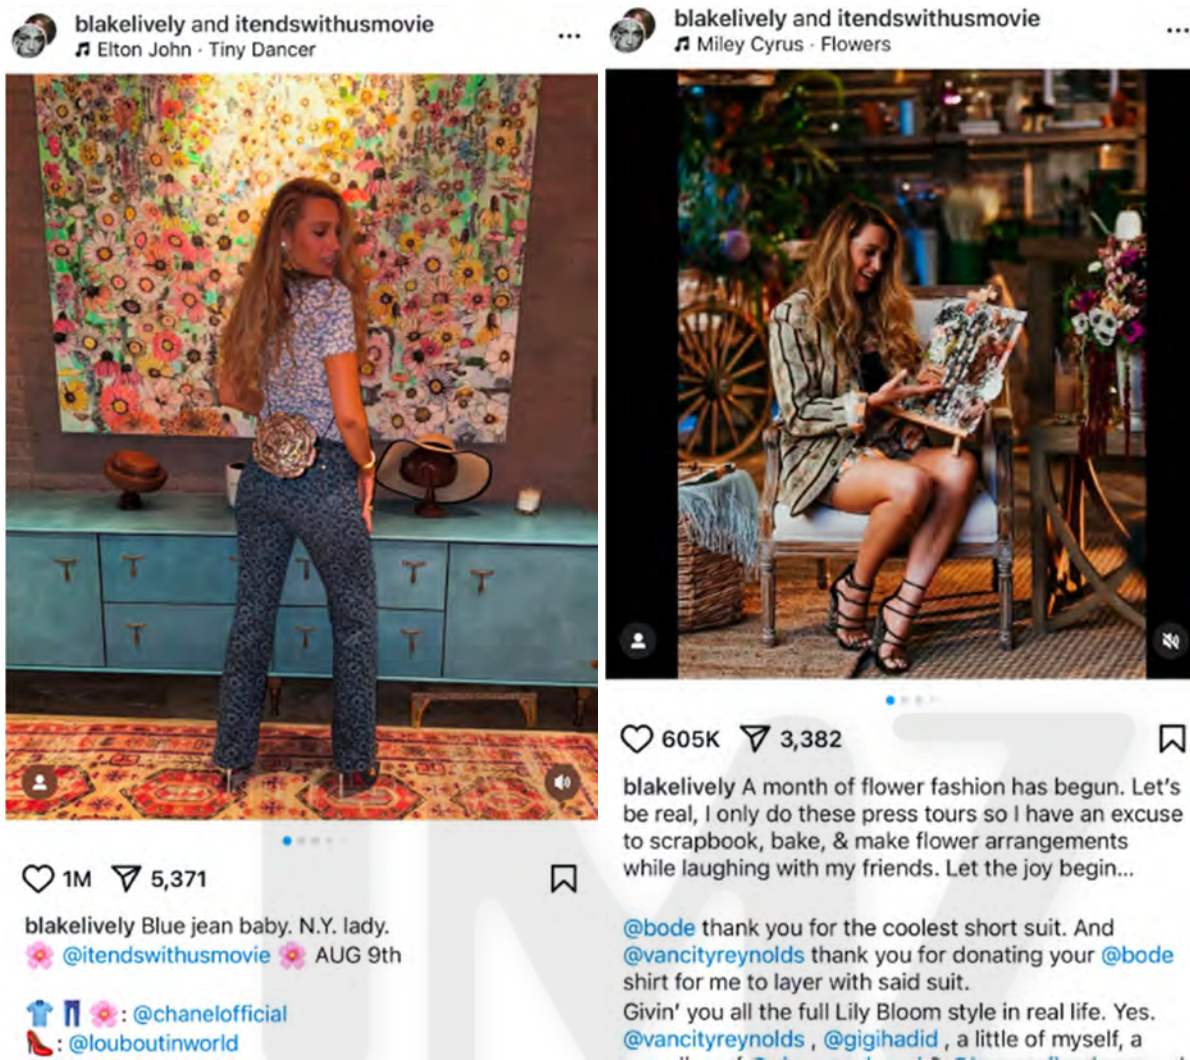 blakelively and itendswithusmovie
Elton John · Tiny Dancer
1M 5,371
blakelively Blue jean baby. N.Y. lady.
🌸 @itendswithusmovie 🌸 AUG 9th
👕👖🌸: @chanelofficial
👠: @louboutinworld
blakelively and itendswithusmovie
Miley Cyrus · Flowers
605K 3,382
blakelively A month of flower fashion has begun. Let's
be real, I only do these press tours so I have an excuse
to scrapbook, bake, & make flower arrangements
while laughing with my friends. Let the joy begin...
@bode thank you for the coolest short suit. And
@vancityreynolds thank you for donating your @bode
shirt for me to layer with said suit.
Givin' you all the full Lily Bloom style in real life. Yes.
@vancityreynolds , @gigihadid , a little of myself, a